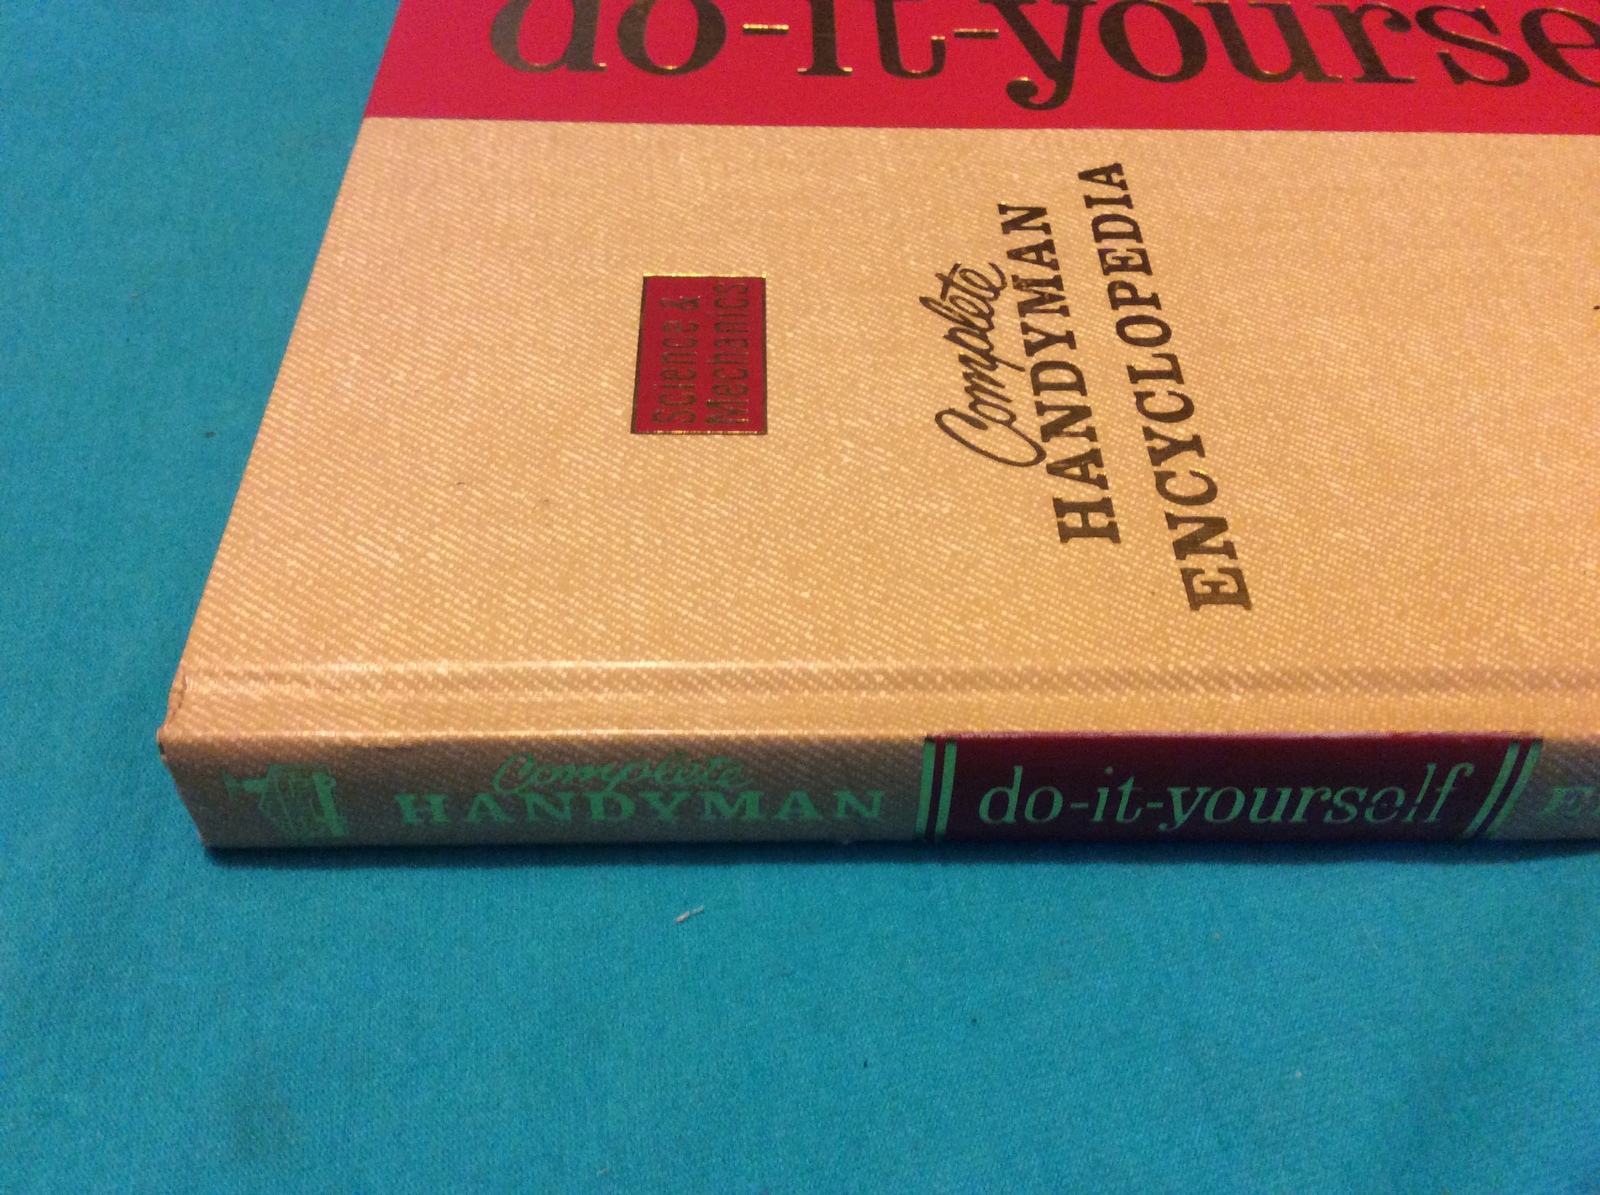 do-it-yourse
Science &
Mechanics
Complete
HANDYMAN
ENCYCLOPEDIA
Complete
HANDYMAN
do-it-yourself
E